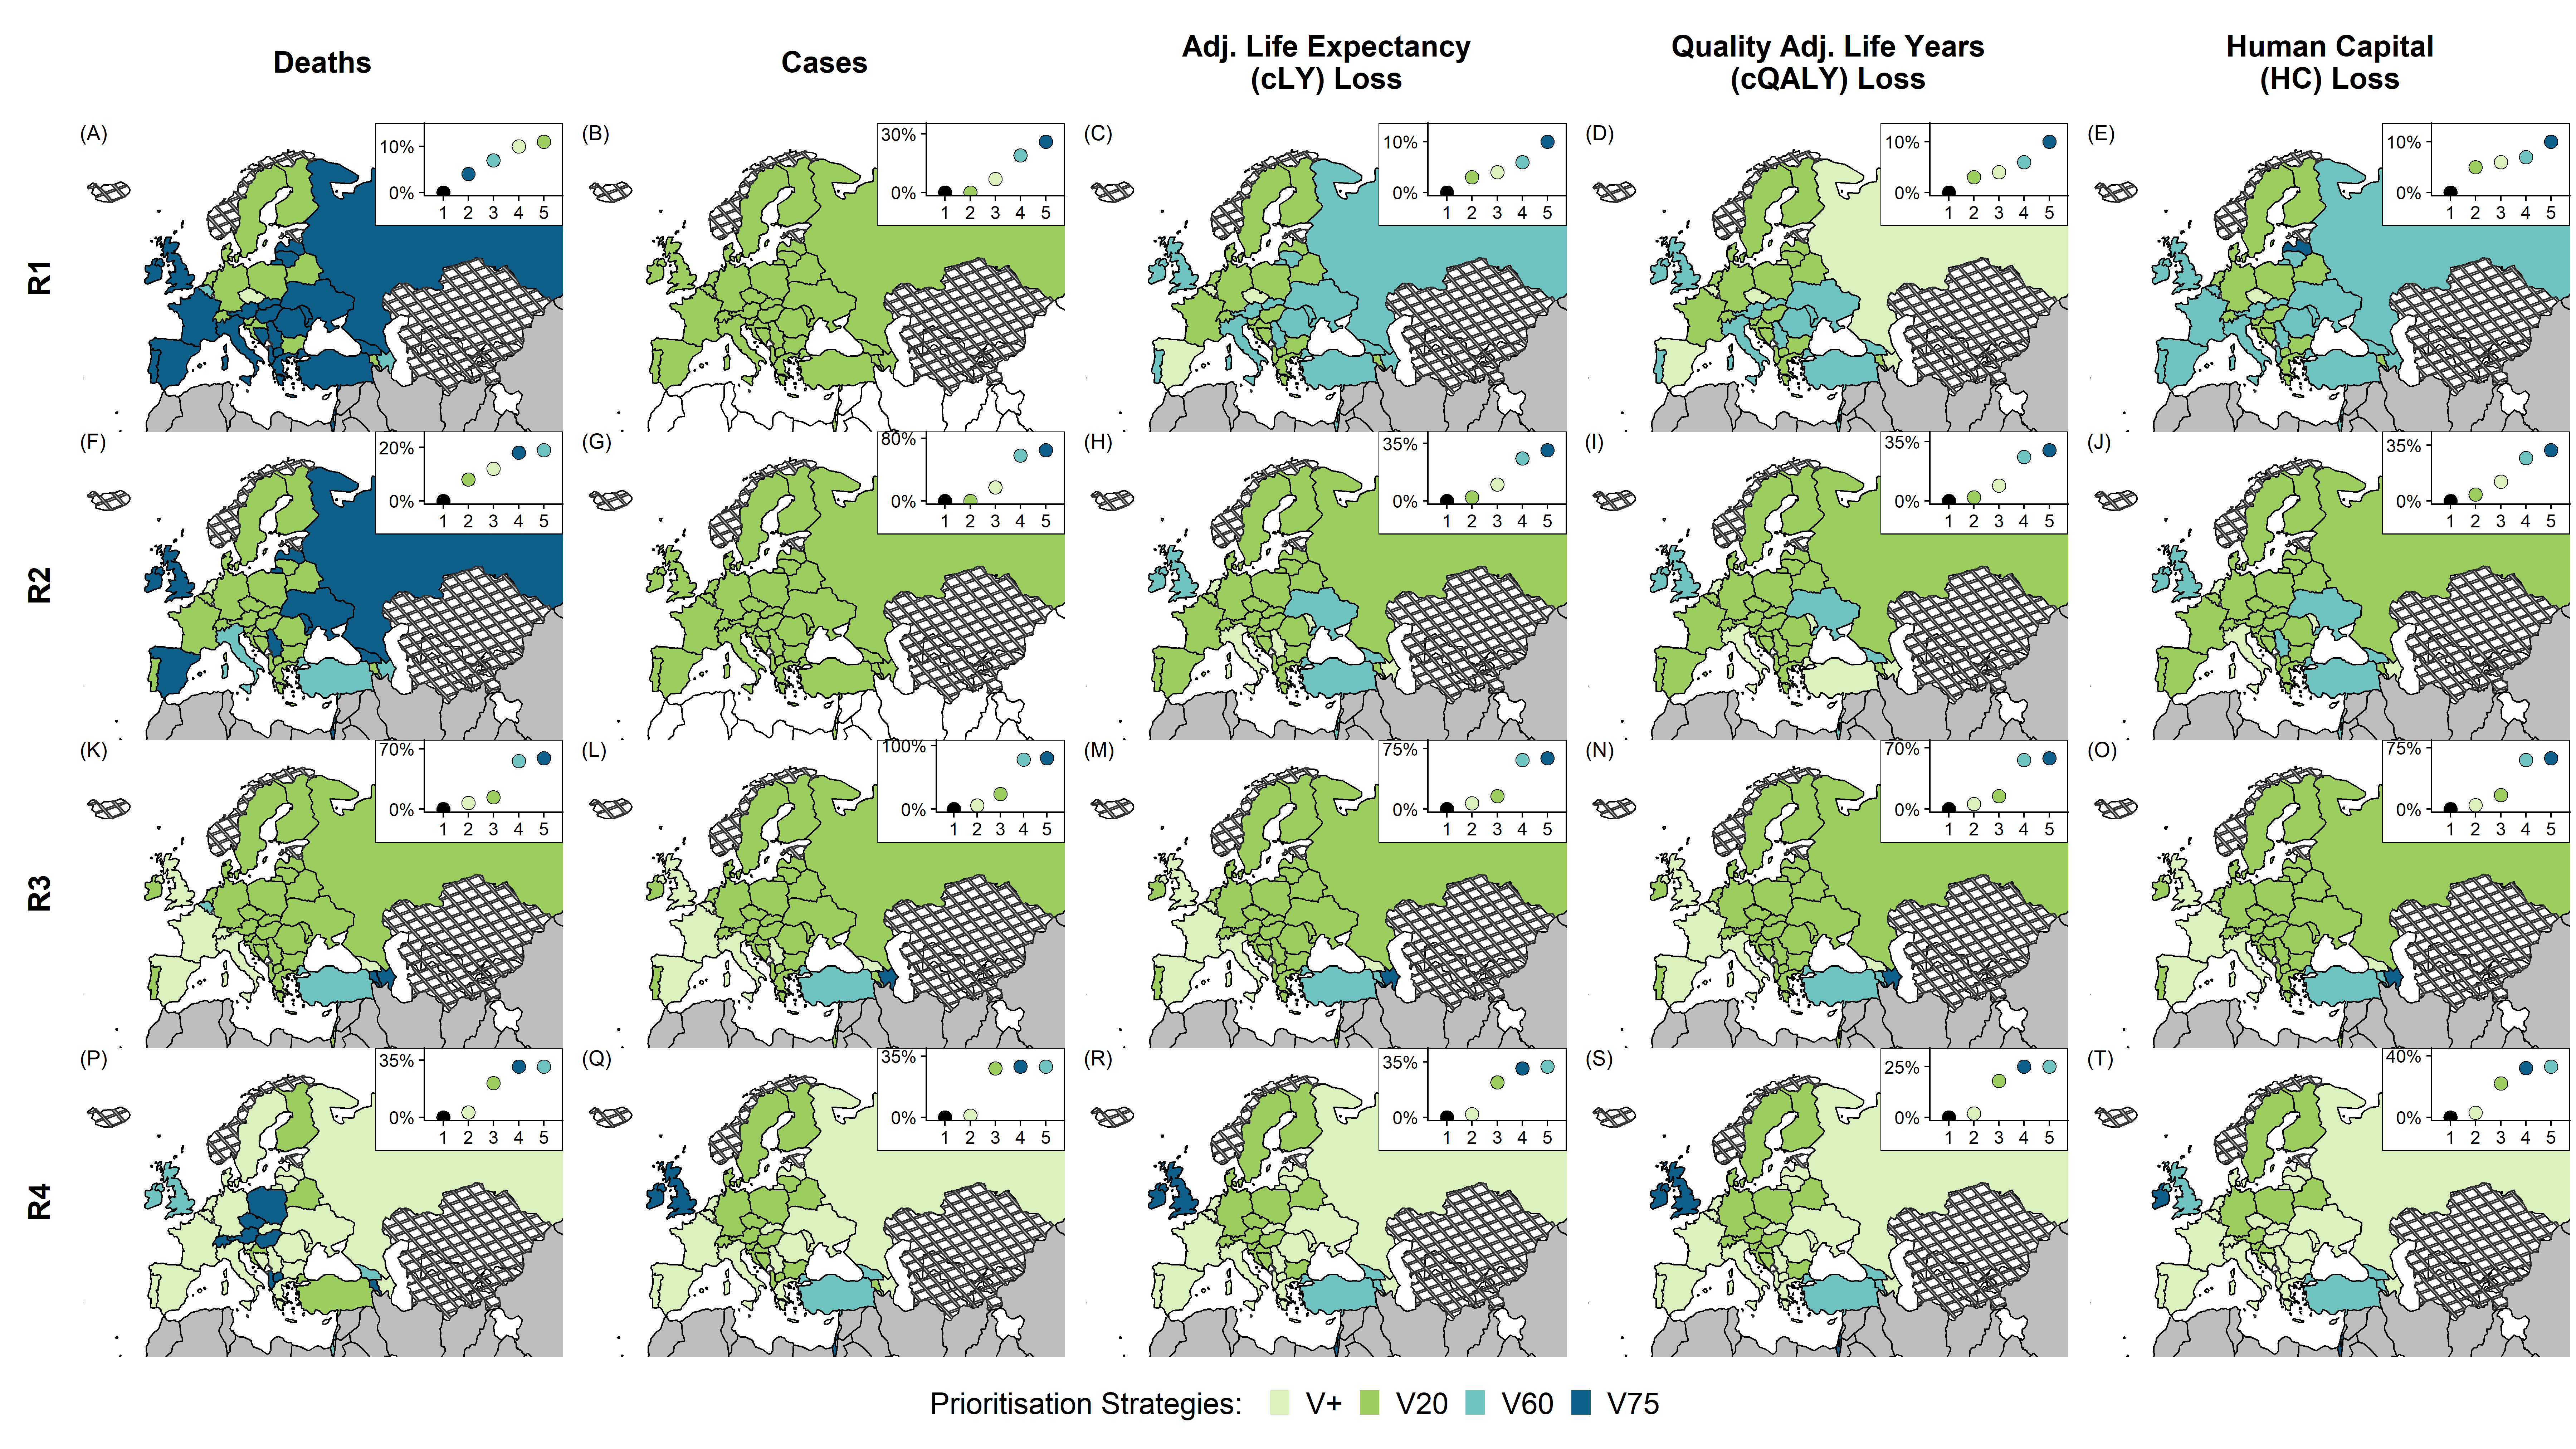 Deaths
Cases
Adj. Life Expectancy
(cLY) Loss
Quality Adj. Life Years
(cQALY) Loss
Human Capital
(HC) Loss
R1
(A)
10%
0%
1 2 3 4 5
(B)
30%
0%
1 2 3 4 5
(C)
10%
0%
1 2 3 4 5
(D)
10%
0%
1 2 3 4 5
(E)
10%
0%
1 2 3 4 5
R2
(F)
20%
0%
1 2 3 4 5
(G)
80%
0%
1 2 3 4 5
(H)
35%
0%
1 2 3 4 5
(I)
35%
0%
1 2 3 4 5
(J)
35%
0%
1 2 3 4 5
R3
(K)
70%
0%
1 2 3 4 5
(L)
100%
0%
1 2 3 4 5
(M)
75%
0%
1 2 3 4 5
(N)
70%
0%
1 2 3 4 5
(O)
75%
0%
1 2 3 4 5
R4
(P)
35%
0%
1 2 3 4 5
(Q)
35%
0%
1 2 3 4 5
(R)
35%
0%
1 2 3 4 5
(S)
25%
0%
1 2 3 4 5
(T)
40%
0%
1 2 3 4 5
Prioritisation Strategies: V+ V20 V60 V75